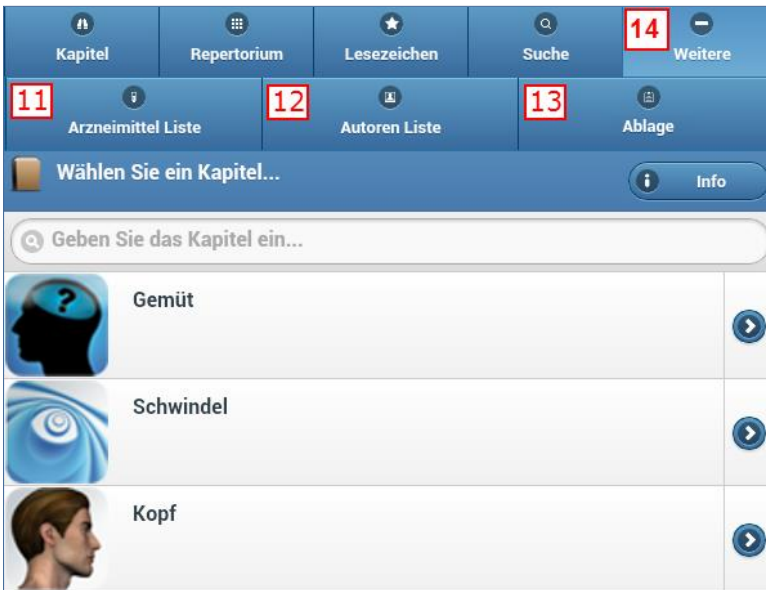 Kapitel
Repertorium
Lesezeichen
Suche
14
Weitere
11
Arzneimittel Liste
12
Autoren Liste
13
Ablage
Wählen Sie ein Kapitel...
Info
Geben Sie das Kapitel ein...
Gemüt
Schwindel
Kopf